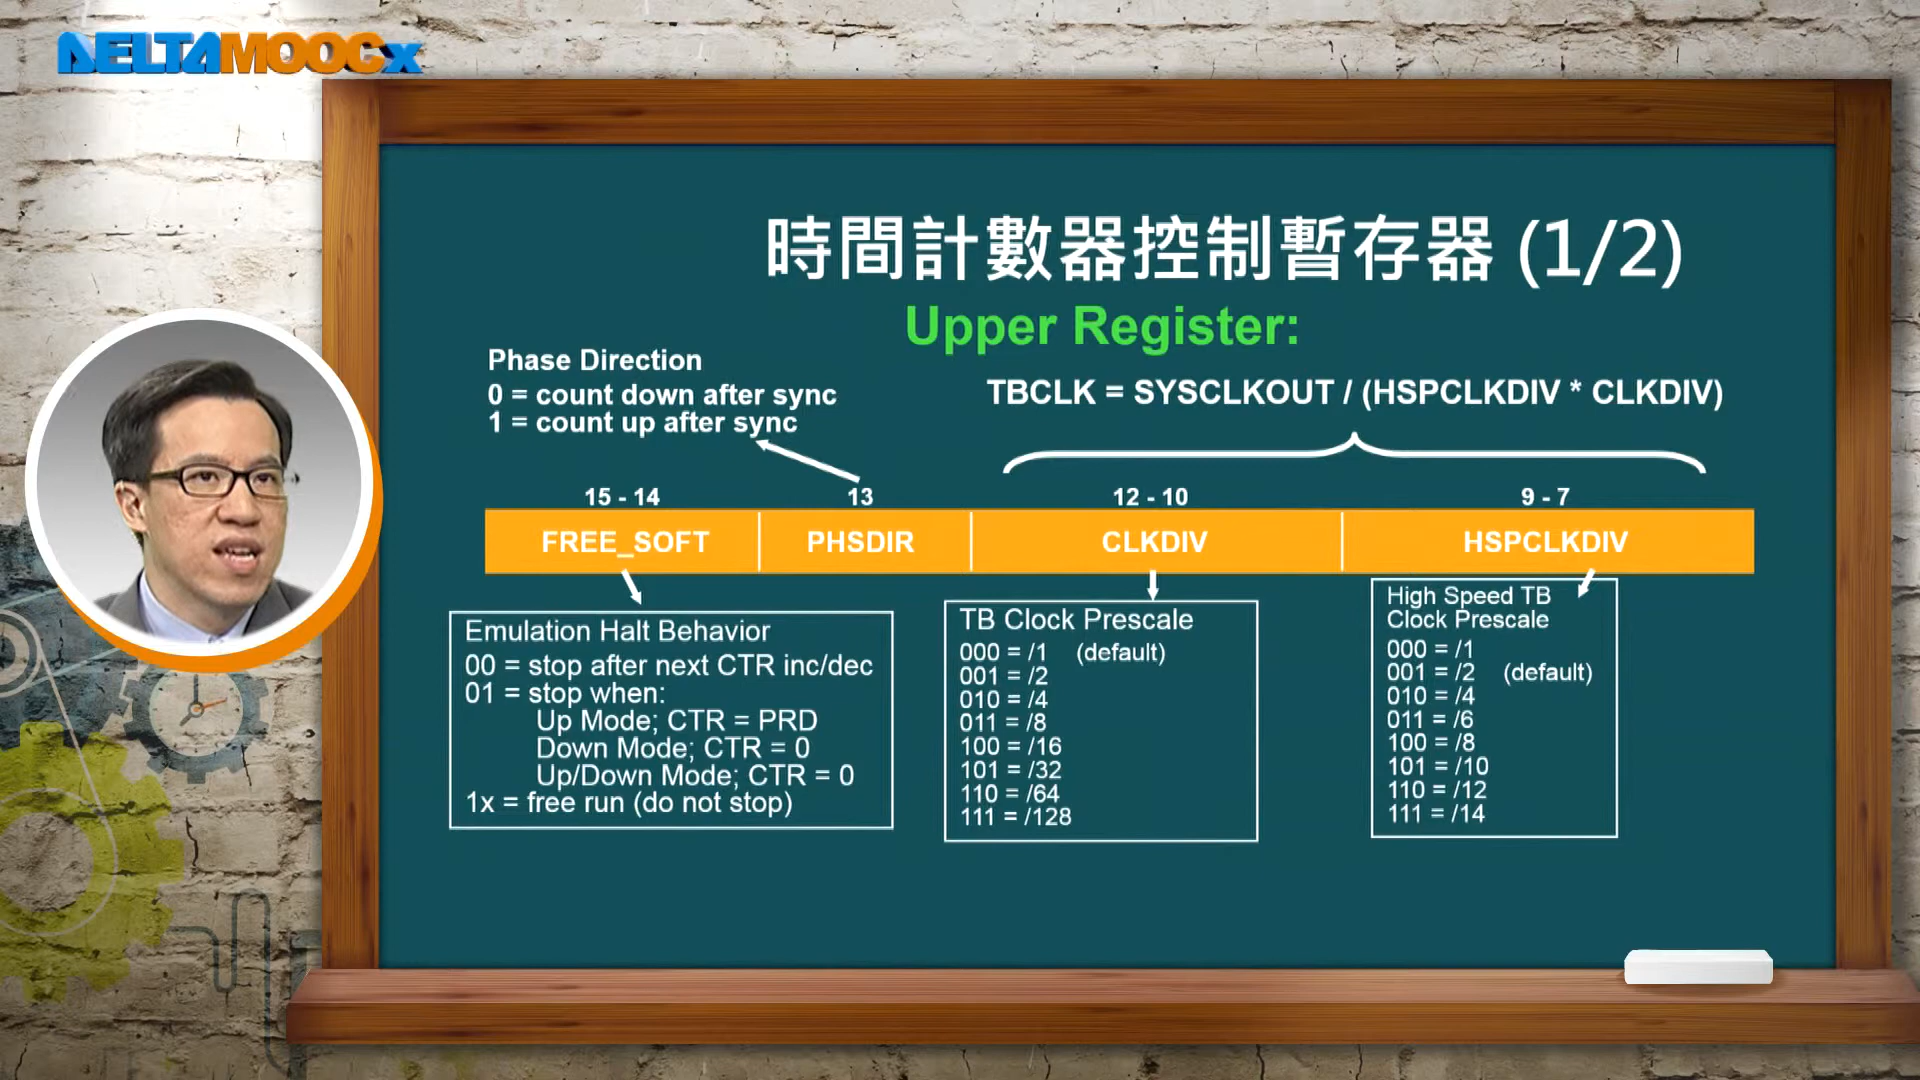 DELTAMOOCx
時間計數器控制暫存器 (1/2)
Upper Register:
Phase Direction
0 = count down after sync
1 = count up after sync
TBCLK = SYSCLKOUT / (HSPCLKDIV * CLKDIV)
15 - 14
13
12 - 10
9 - 7
FREE_SOFT
PHSDIR
CLKDIV
HSPCLKDIV
Emulation Halt Behavior
00 = stop after next CTR inc/dec
01 = stop when:
Up Mode; CTR = PRD
Down Mode; CTR = 0
Up/Down Mode; CTR = 0
1x = free run (do not stop)
TB Clock Prescale
000 = /1 (default)
001 = /2
010 = /4
011 = /8
100 = /16
101 = /32
110 = /64
111 = /128
High Speed TB
Clock Prescale
000 = /1
001 = /2 (default)
010 = /4
011 = /6
100 = /8
101 = /10
110 = /12
111 = /14